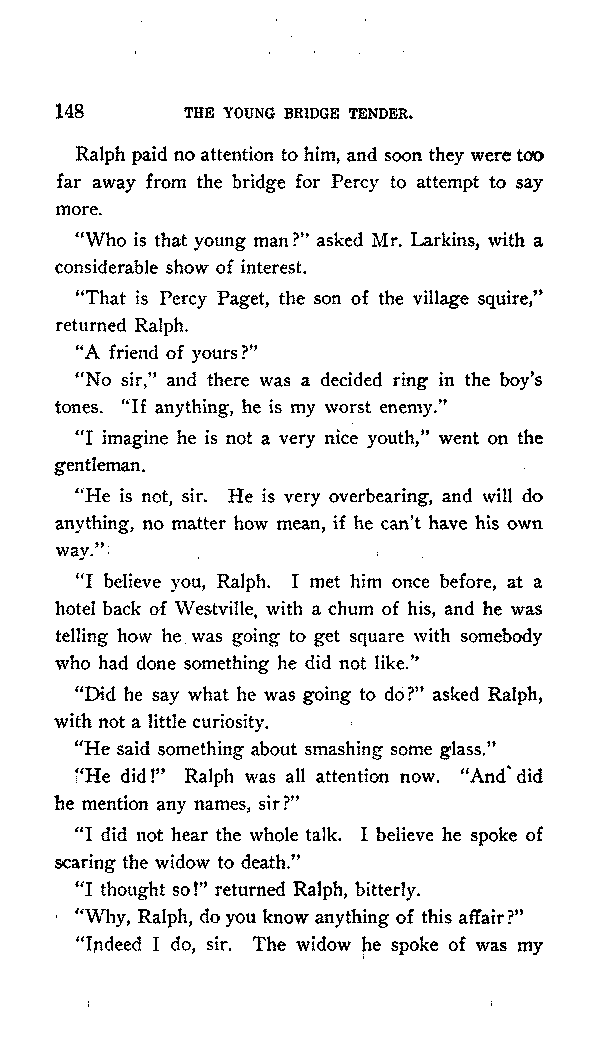 148 THE YOUNG BRIDGE TENDER.
Ralph paid no attention to him, and soon they were too
far away from the bridge for Percy to attempt to say
more.
"Who is that young man?" asked Mr. Larkins, with a
considerable show of interest.
"That is Percy Paget, the son of the village squire,"
returned Ralph.
"A friend of yours?"
"No sir," and there was a decided ring in the boy's
tones. "If anything, he is my worst enemy."
"I imagine he is not a very nice youth," went on the
gentleman.
"He is not, sir. He is very overbearing, and will do
anything, no matter how mean, if he can't have his own
way."
"I believe you, Ralph. I met him once before, at a
hotel back of Westville, with a chum of his, and he was
telling how he was going to get square with somebody
who had done something he did not like."
"Did he say what he was going to do?" asked Ralph,
with not a little curiosity.
"He said something about smashing some glass."
"He did!" Ralph was all attention now. "And did
he mention any names, sir?"
"I did not hear the whole talk. I believe he spoke of
scaring the widow to death."
"I thought so!" returned Ralph, bitterly.
"Why, Ralph, do you know anything of this affair?"
"Indeed I do, sir. The widow he spoke of was my